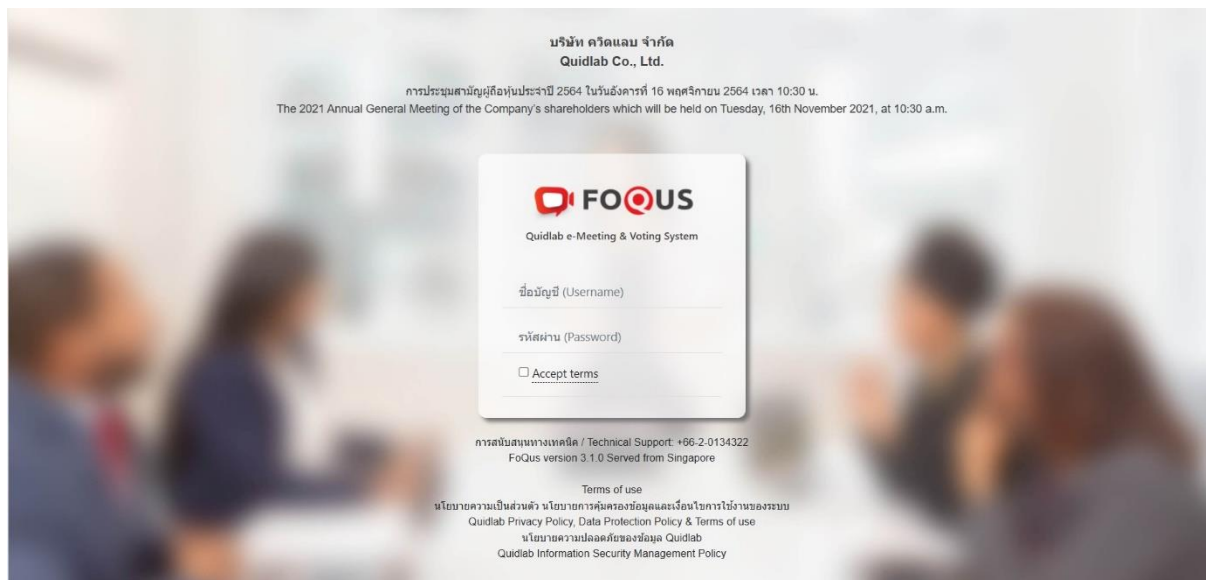 บริษัท ควิดแลบ จำกัด
Quidlab Co., Ltd.
การประชุมสามัญผู้ถือหุ้นประจำปี 2564 ในวันอังคารที่ 16 พฤศจิกายน 2564 เวลา 10:30 น.
The 2021 Annual General Meeting of the Company's shareholders which will be held on Tuesday, 16th November 2021, at 10:30 a.m.
FOQUS
Quidlab e-Meeting & Voting System
ชื่อบัญชี (Username)
รหัสผ่าน (Password)
Accept terms
การสนับสนุนทางเทคนิค / Technical Support: +66-2-0134322
FoQus version 3.1.0 Served from Singapore
Terms of use
นโยบายความเป็นส่วนตัว นโยบายการคุ้มครองข้อมูลและเงื่อนไขการใช้งานของระบบ
Quidlab Privacy Policy, Data Protection Policy & Terms of use
นโยบายความปลอดภัยของข้อมูล Quidlab
Quidlab Information Security Management Policy